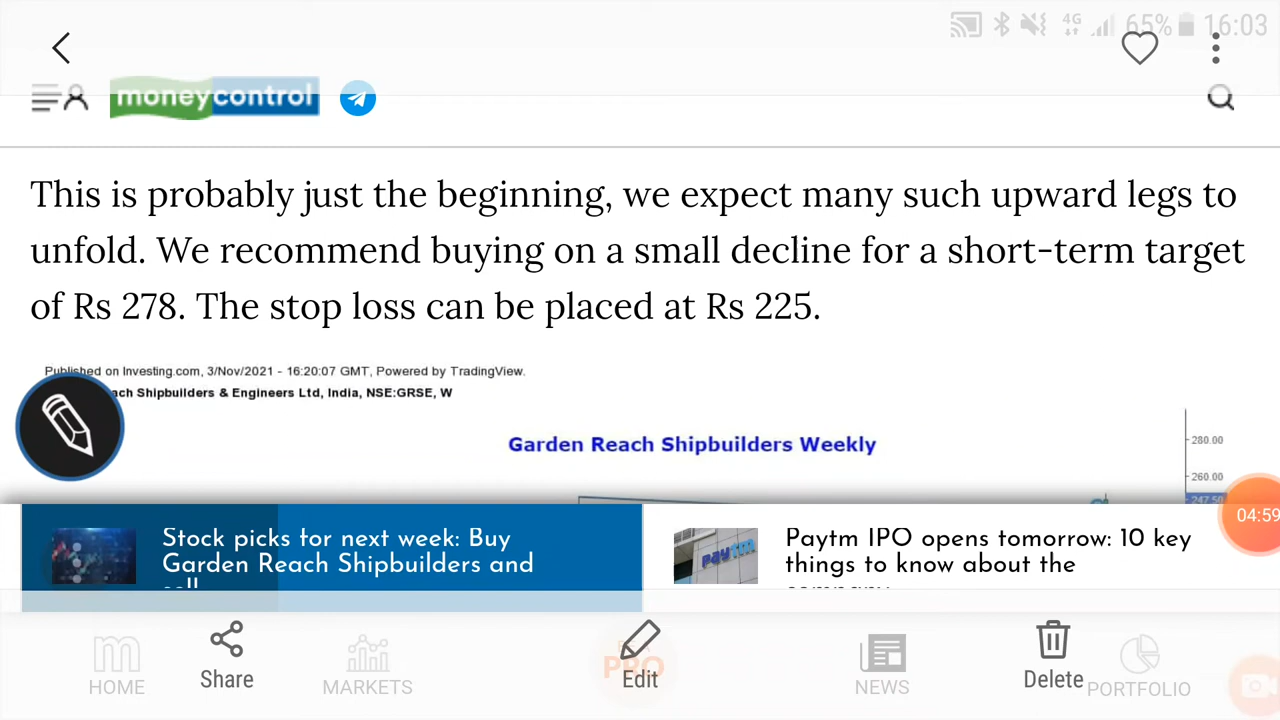 4G 65% 16:03
moneycontrol
This is probably just the beginning, we expect many such upward legs to
unfold. We recommend buying on a small decline for a short-term target
of Rs 278. The stop loss can be placed at Rs 225.
Published on Investing.com, 3/Nov/2021 - 16:20:07 GMT, Powered by TradingView.
ach Shipbuilders & Engineers Ltd, India, NSE:GRSE, W
Garden Reach Shipbuilders Weekly
280.00
260.00
247.50
04:59
Stock picks for next week: Buy
Garden Reach Shipbuilders and
paytm
Paytm IPO opens tomorrow: 10 key
things to know about the
HOME
Share
MARKETS
PRO
Edit
NEWS
Delete
PORTFOLIO